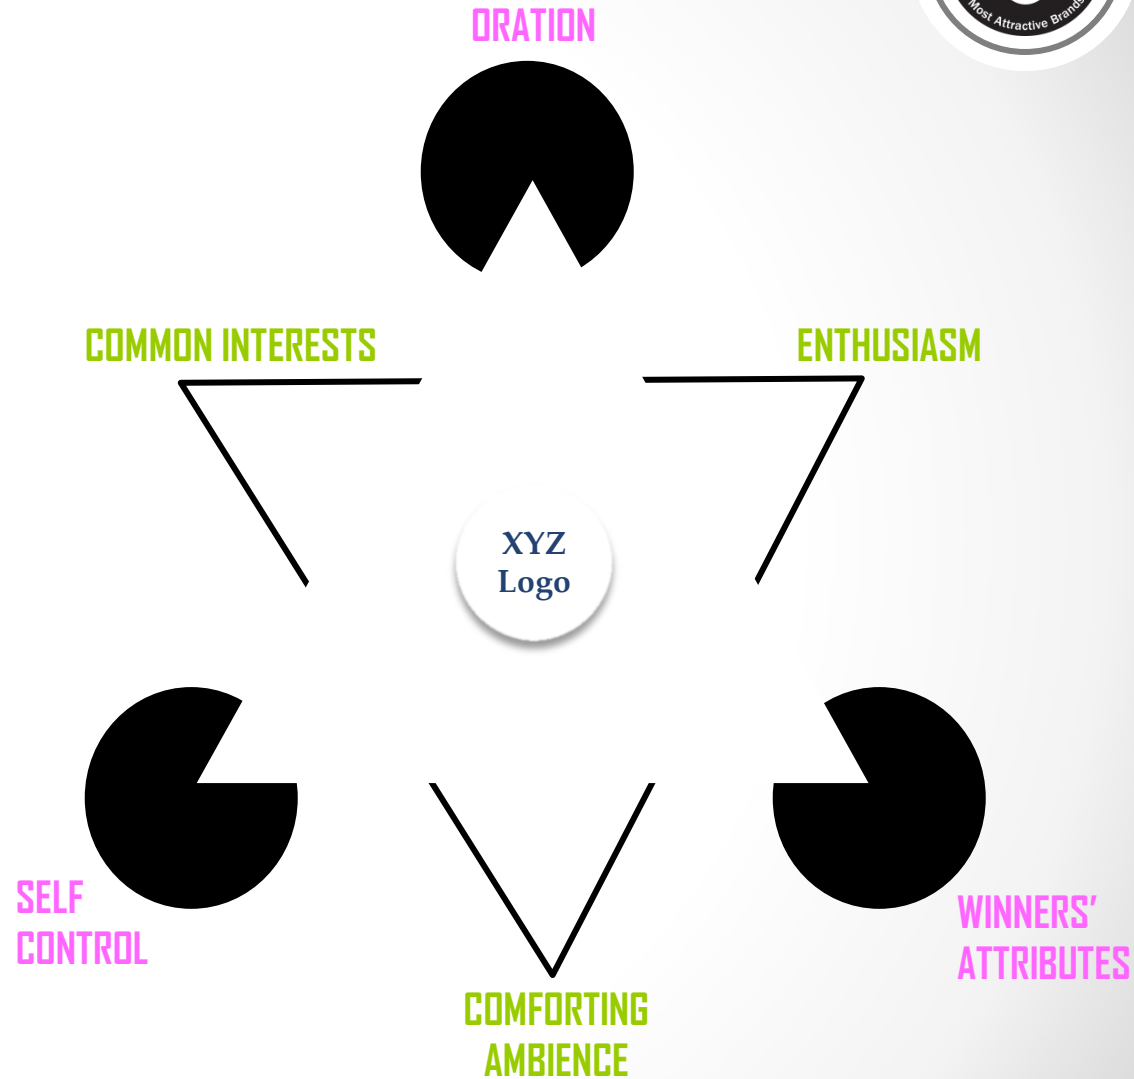 ORATION
Most Attractive Brands
COMMON INTERESTS
ENTHUSIASM
XYZ
Logo
SELF
CONTROL
WINNERS’
ATTRIBUTES
COMFORTING
AMBIENCE